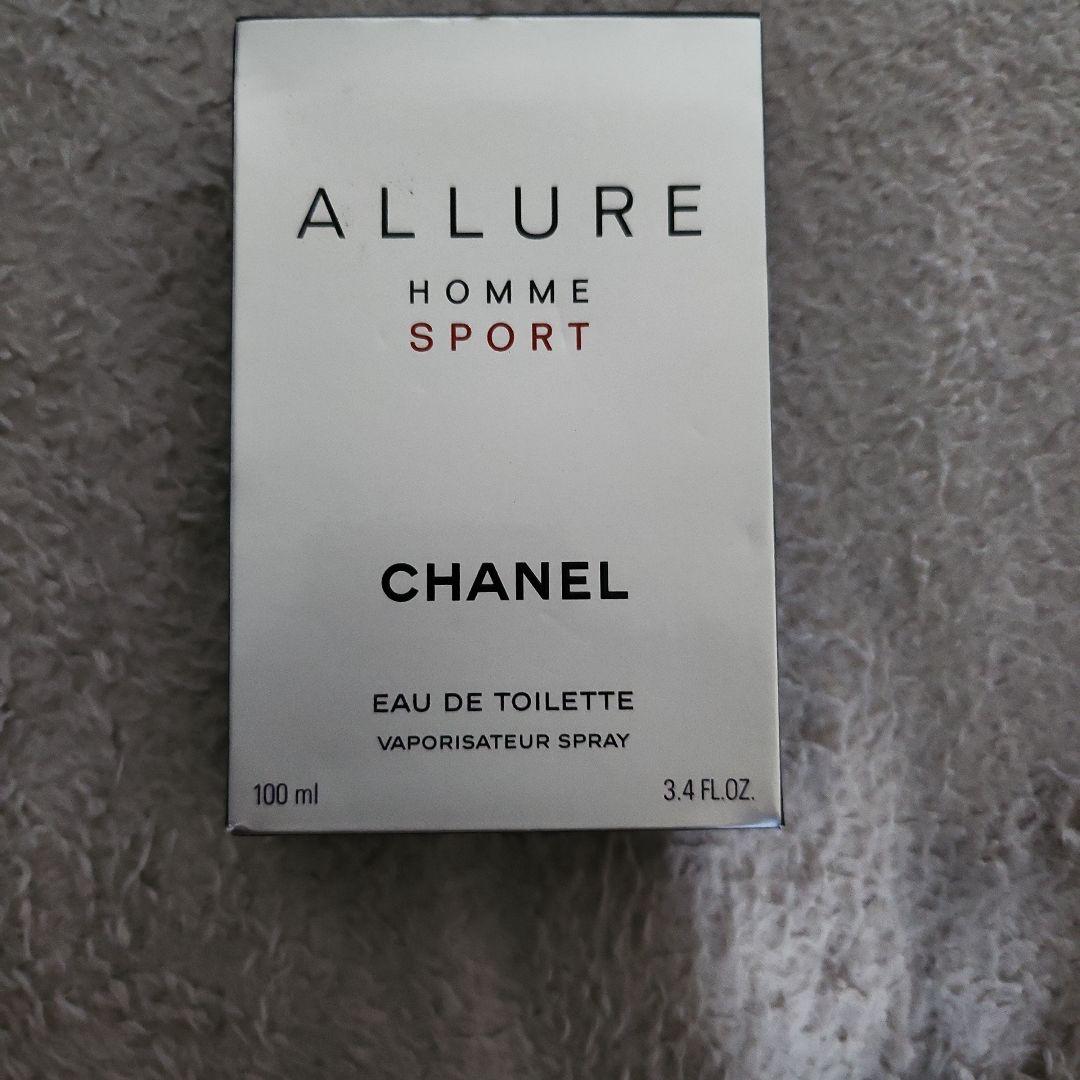 ALLURE
HOMME
SPORT
CHANEL
EAU DE TOILETTE
VAPORISATEUR SPRAY
100 ml
3.4 FL.OZ.